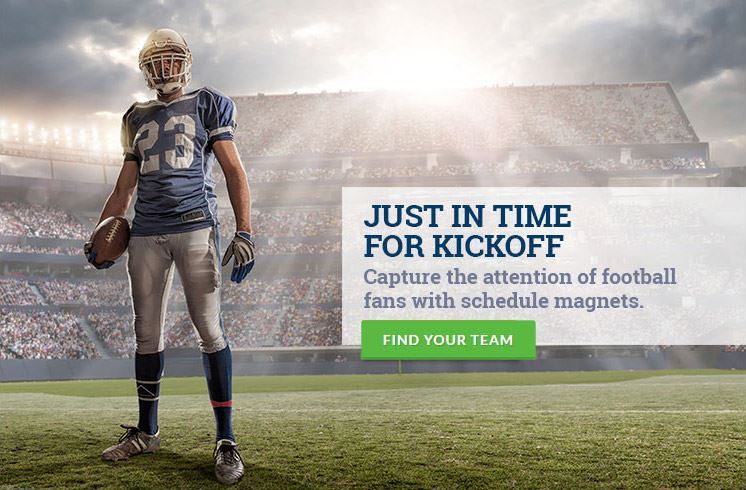 23
JUST IN TIME
FOR KICKOFF
Capture the attention of football
fans with schedule magnets.
FIND YOUR TEAM